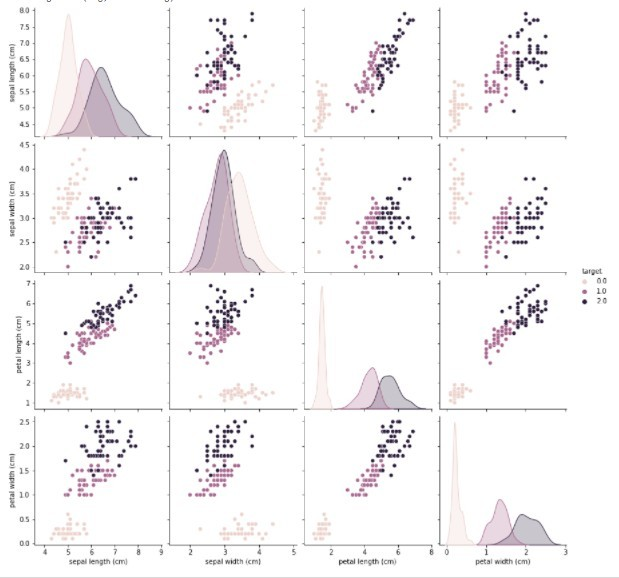 8.0
7.5
7.0
6.5
6.0
5.5
5.0
4.5
sepal length (cm)
4.5
4.0
3.5
3.0
2.5
2.0
sepal width (cm)
target
0.0
1.0
2.0
7
6
5
4
3
2
1
petal length (cm)
2.5
2.0
1.5
1.0
0.5
0.0
petal width (cm)
4 5 6 7 8 9
2 3 4 5
2 4 6 8
0 1 2 3
sepal length (cm)
sepal width (cm)
petal length (cm)
petal width (cm)